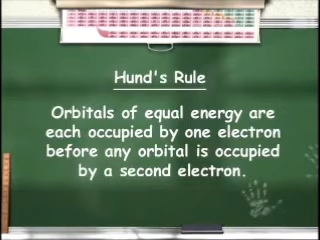 Hund's Rule
Orbitals of equal energy are
each occupied by one electron
before any orbital is occupied
by a second electron.